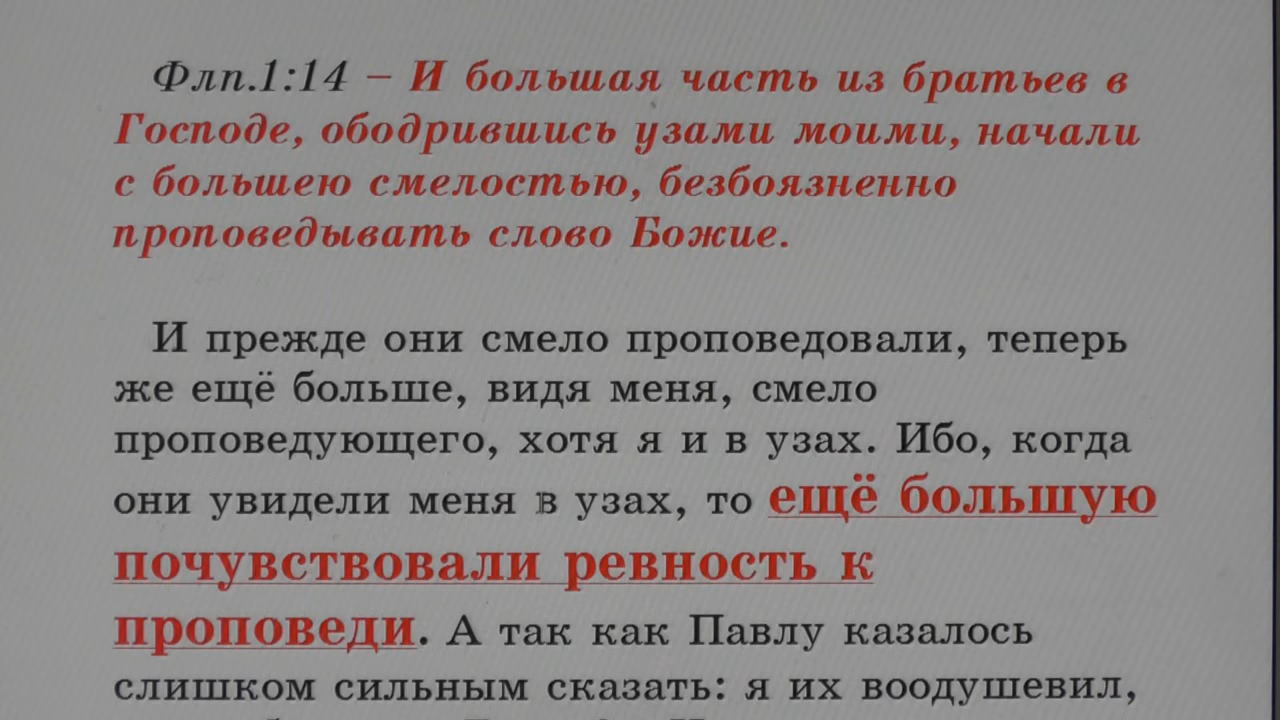 Флп.1:14 – И большая часть из братьев в
Господе, ободрившись узами моими, начали
с большею смелостью, безбоязненно
проповедывать слово Божие.
И прежде они смело проповедовали, теперь
же ещё больше, видя меня, смело
проповедующего, хотя я и в узах. Ибо, когда
они увидели меня в узах, то ещё большую
почувствовали ревность к
проповеди. А так как Павлу казалось
слишком сильным сказать: я их воодушевил,